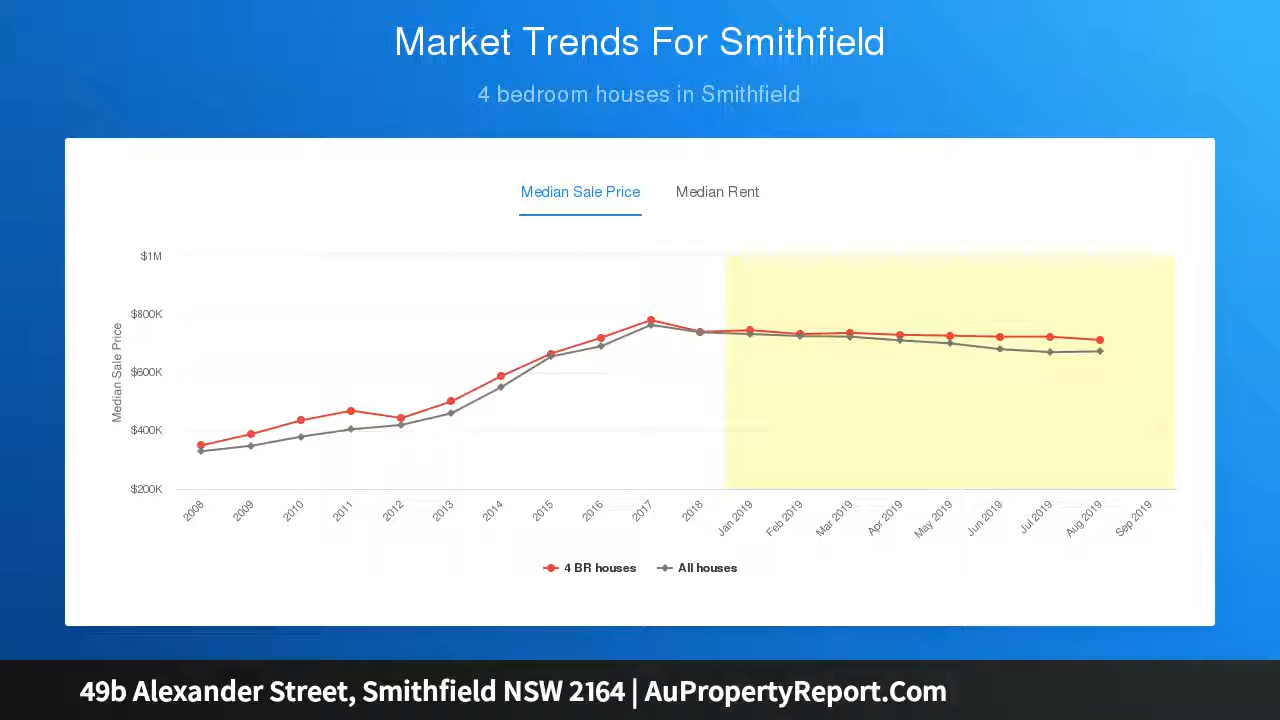 Market Trends For Smithfield
4 bedroom houses in Smithfield
Median Sale Price Median Rent
$1M
$800K
$600K
$400K
$200K
Median Sale Price
2008 2009 2010 2011 2012 2013 2014 2015 2016 2017 2018 Jan 2019 Feb 2019 Mar 2019 Apr 2019 May 2019 Jun 2019 Jul 2019 Aug 2019 Sep 2019
4 BR houses All houses
49b Alexander Street, Smithfield NSW 2164 | AuPropertyReport.Com